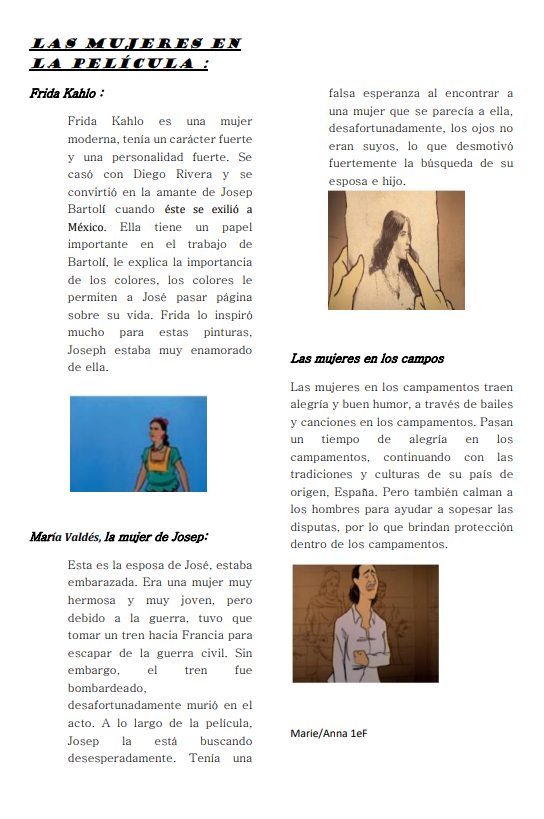 LAS MUJERES EN
LA PELÍCULA :
Frida Kahlo :
Frida Kahlo es una mujer
moderna, tenía un carácter fuerte
y una personalidad fuerte. Se
casó con Diego Rivera y se
convirtió en la amante de Josep
Bartolí cuando éste se exilió a
México. Ella tiene un papel
importante en el trabajo de
Bartolí, le explica la importancia
de los colores, los colores le
permiten a José pasar página
sobre su vida. Frida lo inspiró
mucho para estas pinturas,
Joseph estaba muy enamorado
de ella.
María Valdés, la mujer de Josep:
Esta es la esposa de José, estaba
embarazada. Era una mujer muy
hermosa y muy joven, pero
debido a la guerra, tuvo que
tomar un tren hacia Francia para
escapar de la guerra civil. Sin
embargo, el tren fue
bombardeado,
desafortunadamente murió en el
acto. A lo largo de la película,
Josep la está buscando
desesperadamente. Tenía una
falsa esperanza al encontrar a
una mujer que se parecía a ella,
desafortunadamente, los ojos no
eran suyos, lo que desmotivó
fuertemente la búsqueda de su
esposa e hijo.
Las mujeres en los campos
Las mujeres en los campamentos traen
alegría y buen humor, a través de bailes
y canciones en los campamentos. Pasan
un tiempo de alegría en los
campamentos, continuando con las
tradiciones y culturas de su país de
origen, España. Pero también calman a
los hombres para ayudar a sopesar las
disputas, por lo que brindan protección
dentro de los campamentos.
Marie/Anna 1eF